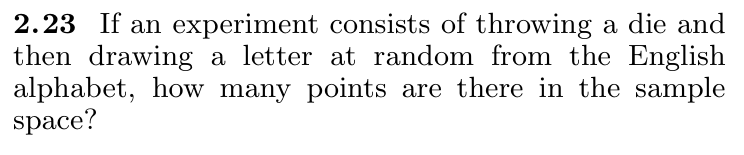 2.23 If an experiment consists of throwing a die and
then drawing a letter at random from the English
alphabet, how many points are there in the sample
space?